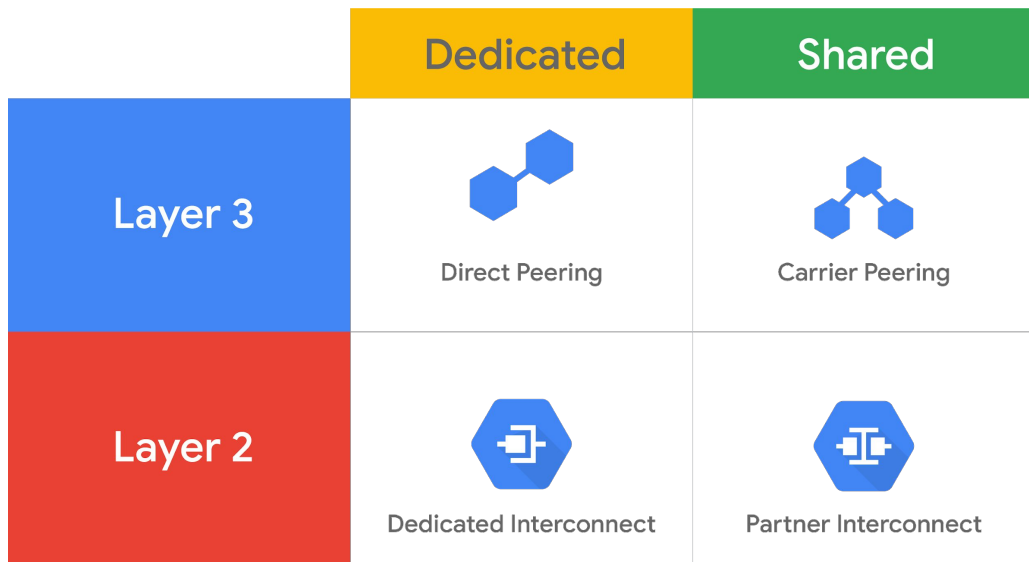 Dedicated
Shared
Layer 3
Direct Peering
Carrier Peering
Layer 2
Dedicated Interconnect
Partner Interconnect